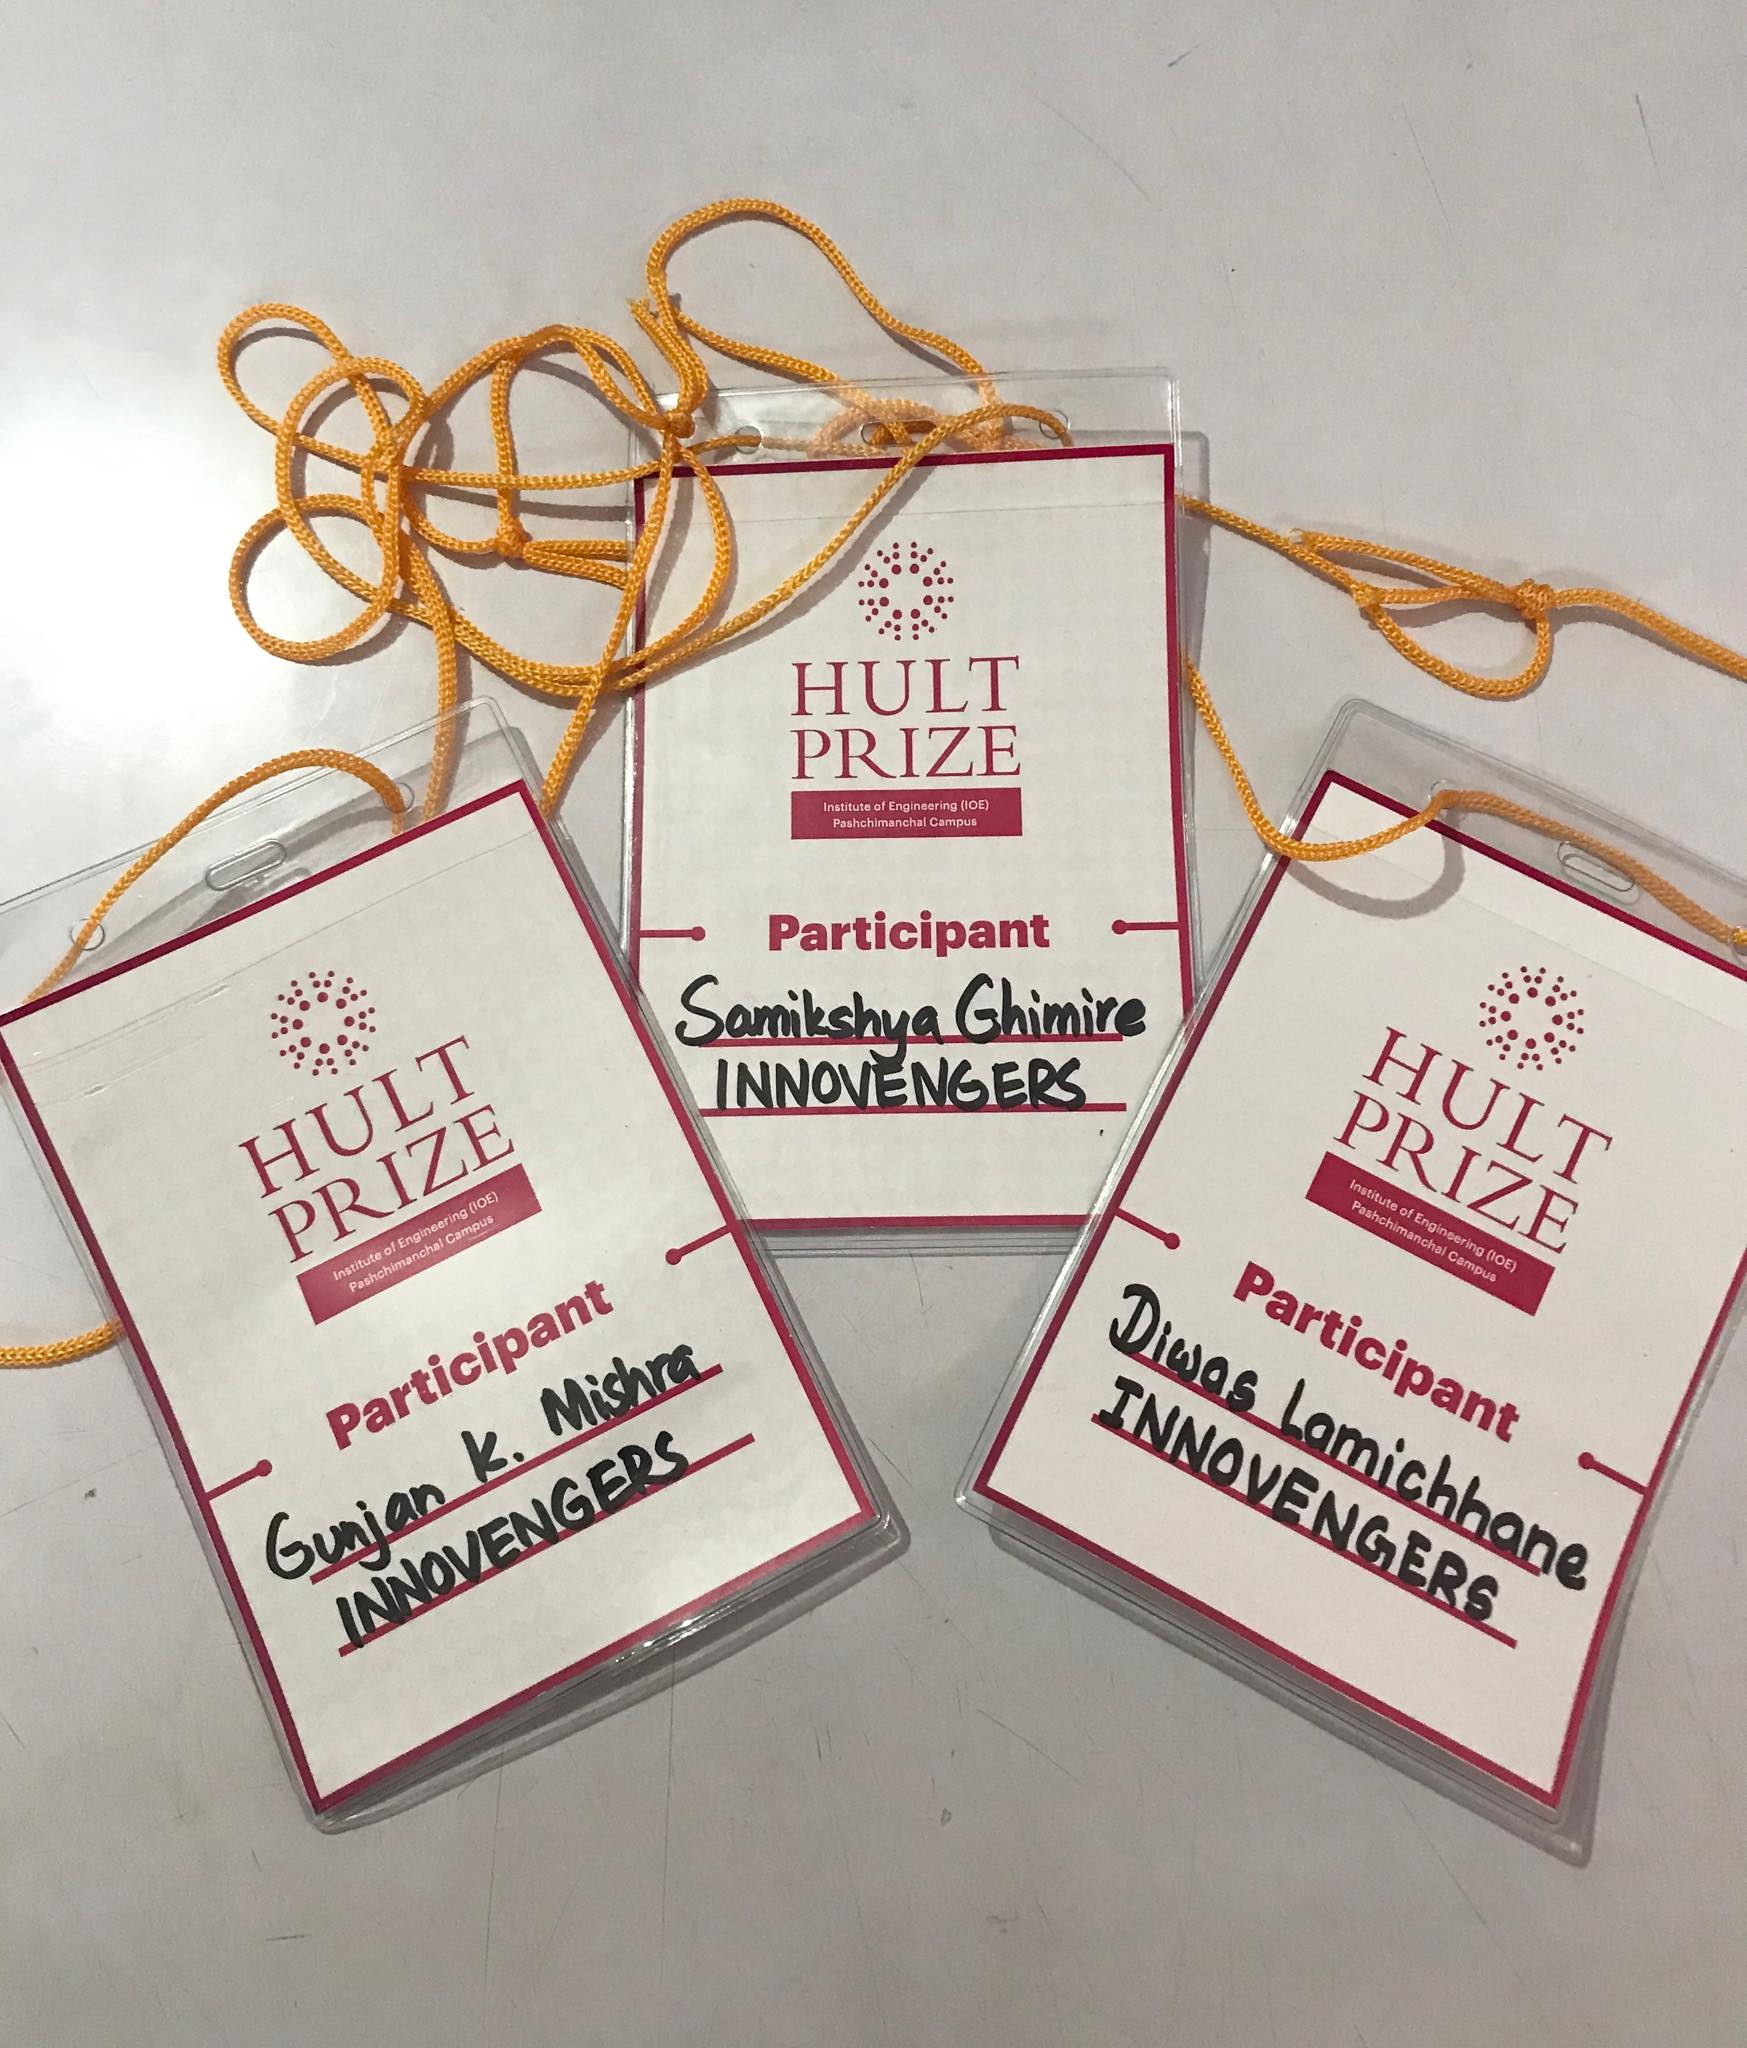 HULT
PRIZE
Institute of Engineering (IOE)
Pashchimanchal Campus
Participant
Samikshya Ghimire
INNOVENGERS
HULT
PRIZE
Institute of Engineering (IOE)
Pashchimanchal Campus
Participant
Gunjan K. Mishra
INNOVENGERS
HULT
PRIZE
Institute of Engineering (IOE)
Pashchimanchal Campus
Participant
Diwas Lamichhane
INNOVENGERS